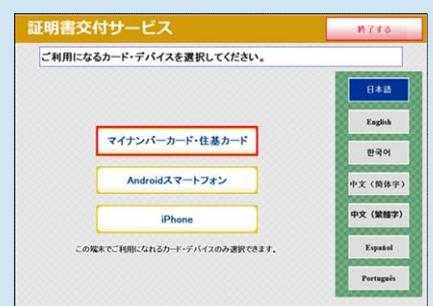 証明書交付サービス
終了する
ご利用になるカード・デバイスを選択してください。
日本語
English
한국어
中文（簡体字）
中文（繁體字）
Español
Português
マイナンバーカード・住基カード
Androidスマートフォン
iPhone
この端末でご利用になれるカード・デバイスのみ選択できます。